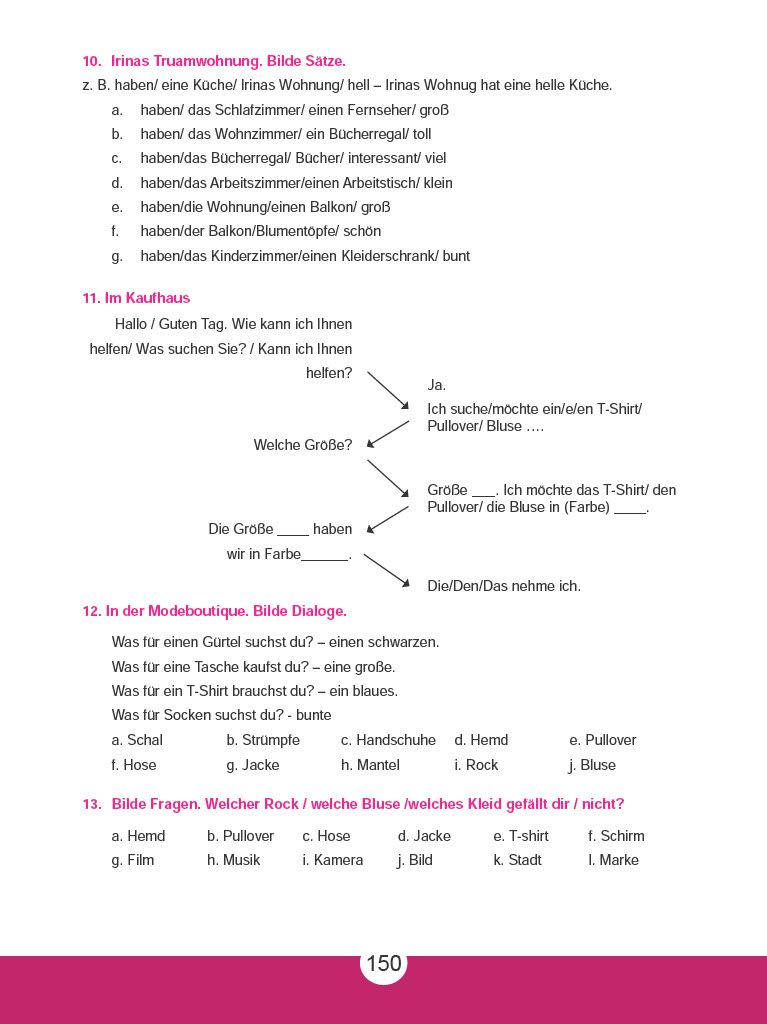 10. Irinas Truamwohnung. Bilde Sätze.
z. B. haben/ eine Küche/ Irinas Wohnung/ hell – Irinas Wohnug hat eine helle Küche.
a. haben/ das Schlafzimmer/ einen Fernseher/ groß
b. haben/ das Wohnzimmer/ ein Bücherregal/ toll
c. haben/das Bücherregal/ Bücher/ interessant/ viel
d. haben/das Arbeitszimmer/einen Arbeitstisch/ klein
e. haben/die Wohnung/einen Balkon/ groß
f. haben/der Balkon/Blumentöpfe/ schön
g. haben/das Kinderzimmer/einen Kleiderschrank/ bunt
11. Im Kaufhaus
Hallo / Guten Tag. Wie kann ich Ihnen
helfen/ Was suchen Sie? / Kann ich Ihnen
helfen?
Ja.
Ich suche/möchte ein/e/en T-Shirt/
Pullover/ Bluse ….
Welche Größe?
Größe ___. Ich möchte das T-Shirt/ den
Pullover/ die Bluse in (Farbe) ____.
Die Größe ____ haben
wir in Farbe______.
Die/Den/Das nehme ich.
12. In der Modeboutique. Bilde Dialoge.
Was für einen Gürtel suchst du? – einen schwarzen.
Was für eine Tasche kaufst du? – eine große.
Was für ein T-Shirt brauchst du? – ein blaues.
Was für Socken suchst du? - bunte
a. Schal b. Strümpfe c. Handschuhe d. Hemd e. Pullover
f. Hose g. Jacke h. Mantel i. Rock j. Bluse
13. Bilde Fragen. Welcher Rock / welche Bluse /welches Kleid gefällt dir / nicht?
a. Hemd b. Pullover c. Hose d. Jacke e. T-shirt f. Schirm
g. Film h. Musik i. Kamera j. Bild k. Stadt l. Marke
150